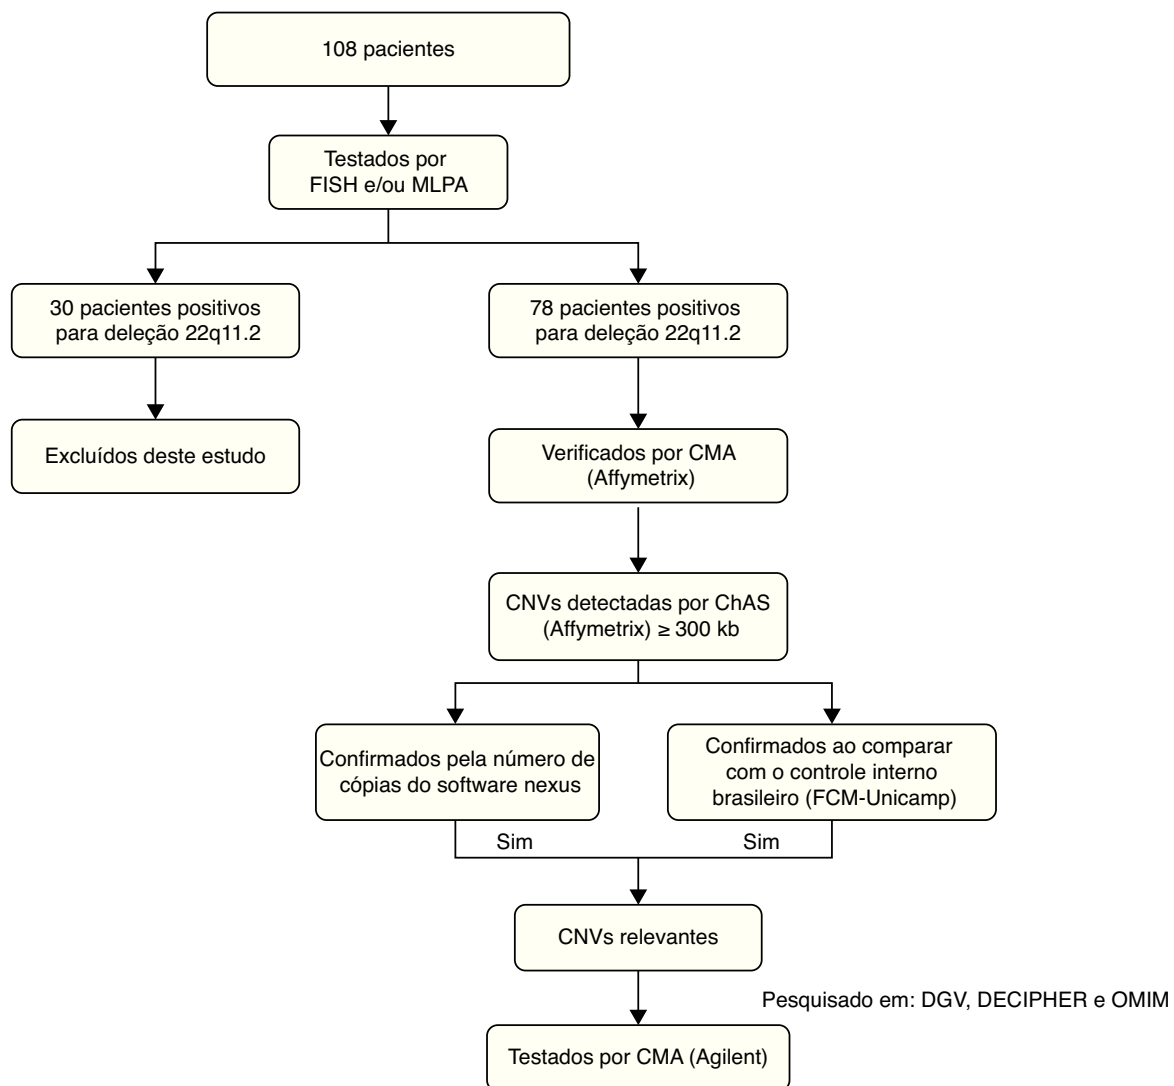 108 pacientes
Testados por
FISH e/ou MLPA
30 pacientes positivos
para deleção 22q11.2
78 pacientes positivos
para deleção 22q11.2
Excluídos deste estudo
Verificados por CMA
(Affymetrix)
CNVs detectadas por ChAS
(Affymetrix) ≥ 300 kb
Confirmados pela número de
cópias do software nexus
Confirmados ao comparar
com o controle interno
brasileiro (FCM-Unicamp)
Sim
Sim
CNVs relevantes
Pesquisado em: DGV, DECIPHER e OMIM
Testados por CMA (Agilent)